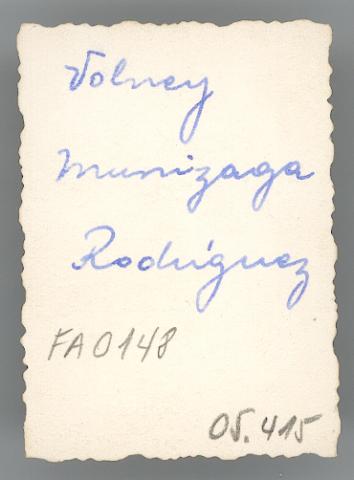 Volney
Munizaga
Rodríguez
FA0148
05.415